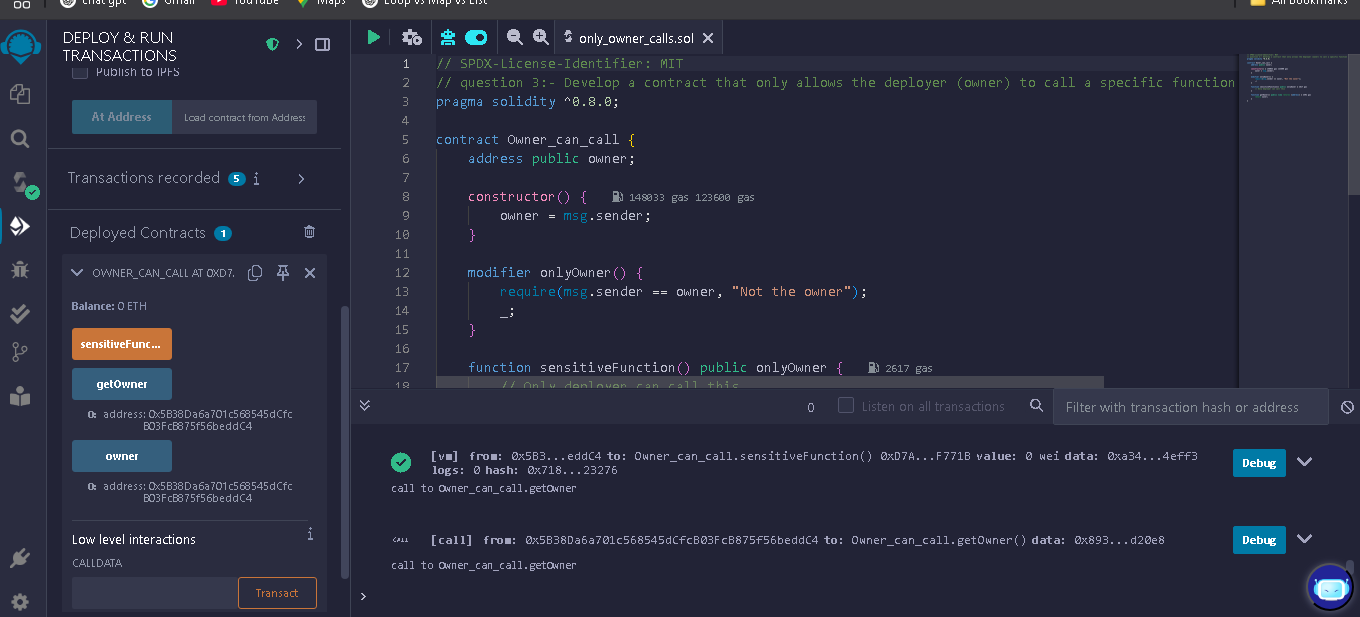 chat gpt
Gmail
YouTube
Maps
Loop vs Map vs List
All Bookmarks
DEPLOY & RUN
TRANSACTIONS
Publish to IPFS
At Address
Load contract from Address
Transactions recorded 5 i
Deployed Contracts 1
OWNER_CAN_CALL AT 0XD7.
Balance: 0 ETH
sensitiveFunc...
getOwner
0: address: 0x5B38Da6a701c568545dCfc
B03FcB875f56beddC4
owner
0: address: 0x5B38Da6a701c568545dCfc
B03FcB875f56beddC4
Low level interactions i
CALLDATA
Transact
only_owner_calls.sol
1 // SPDX-License-Identifier: MIT
2 // question 3:- Develop a contract that only allows the deployer (owner) to call a specific function
3 pragma solidity ^0.8.0;
4
5 contract Owner_can_call {
6 address public owner;
7
8 constructor() { 148033 gas 123600 gas
9 owner = msg.sender;
10 }
11
12 modifier onlyOwner() {
13 require(msg.sender == owner, "Not the owner");
14 _;
15 }
16
17 function sensitiveFunction() public onlyOwner { 2617 gas
18 // Only deployer can call this
0
Listen on all transactions
Filter with transaction hash or address
[vm] from: 0x5B3...eddC4 to: Owner_can_call.sensitiveFunction() 0xD7A...F771B value: 0 wei data: 0xa34...4eff3
logs: 0 hash: 0x718...23276
Debug
call to Owner_can_call.getOwner
CALL [call] from: 0x5B38Da6a701c568545dCfcB03FcB875f56beddC4 to: Owner_can_call.getOwner() data: 0x893...d20e8
Debug
call to Owner_can_call.getOwner
>